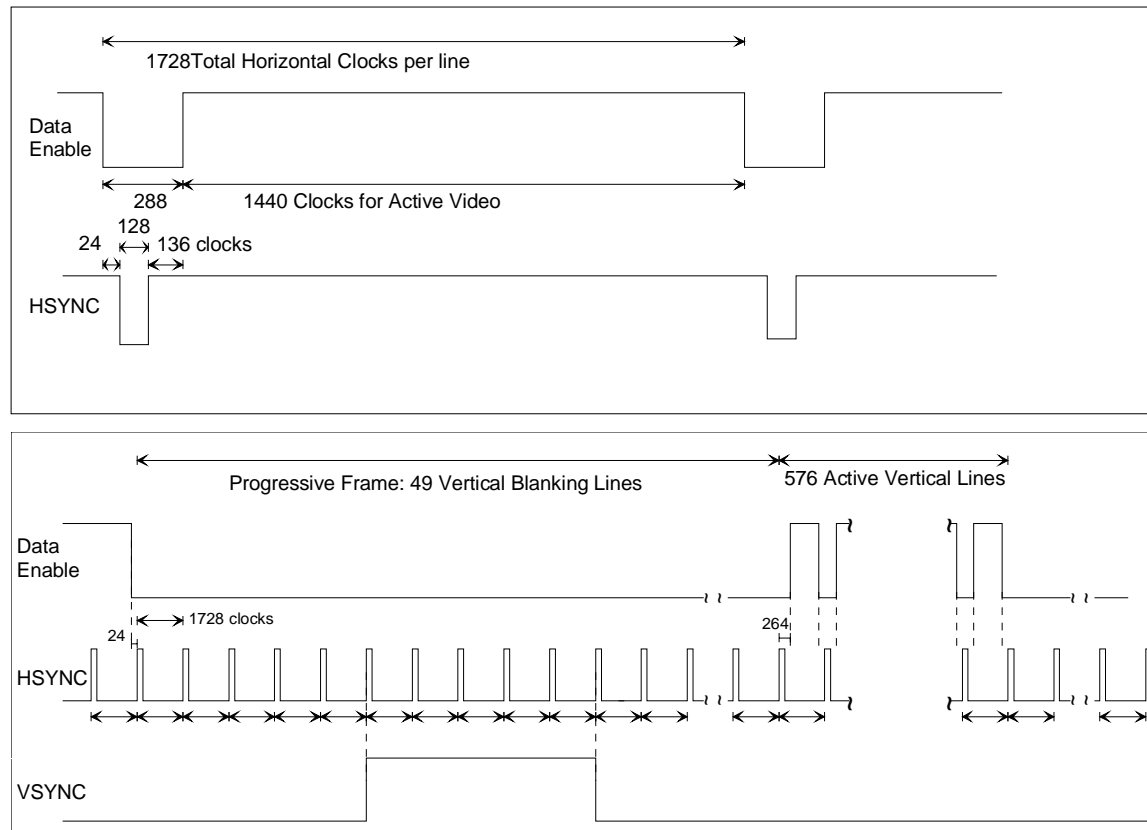 1728Total Horizontal Clocks per line
Data
Enable
288
1440 Clocks for Active Video
128
24
136 clocks
HSYNC
Progressive Frame: 49 Vertical Blanking Lines
576 Active Vertical Lines
Data
Enable
1728 clocks
24
264
HSYNC
VSYNC